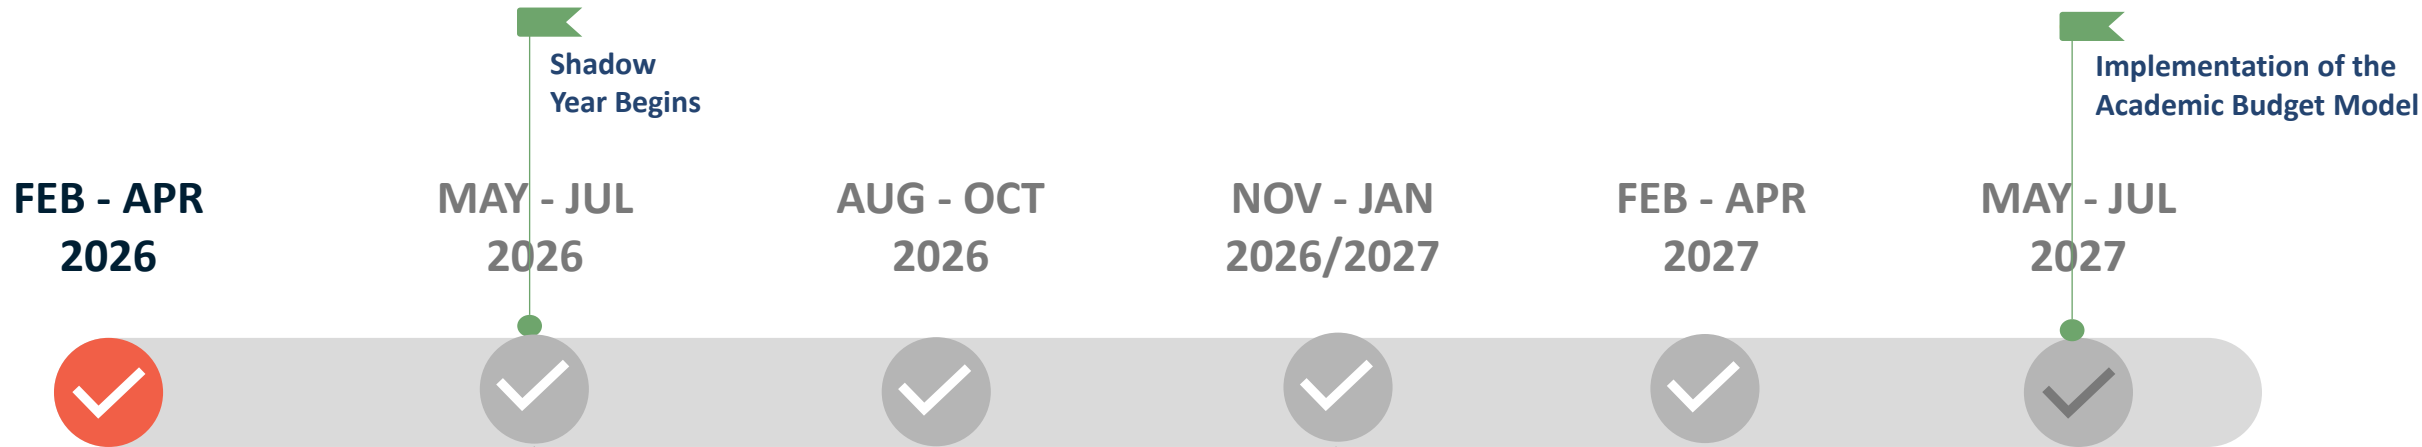 Shadow
Year Begins
Implementation of the
Academic Budget Model
FEB - APR
2026
MAY - JUL
2026
AUG - OCT
2026
NOV - JAN
2026/2027
FEB - APR
2027
MAY - JUL
2027